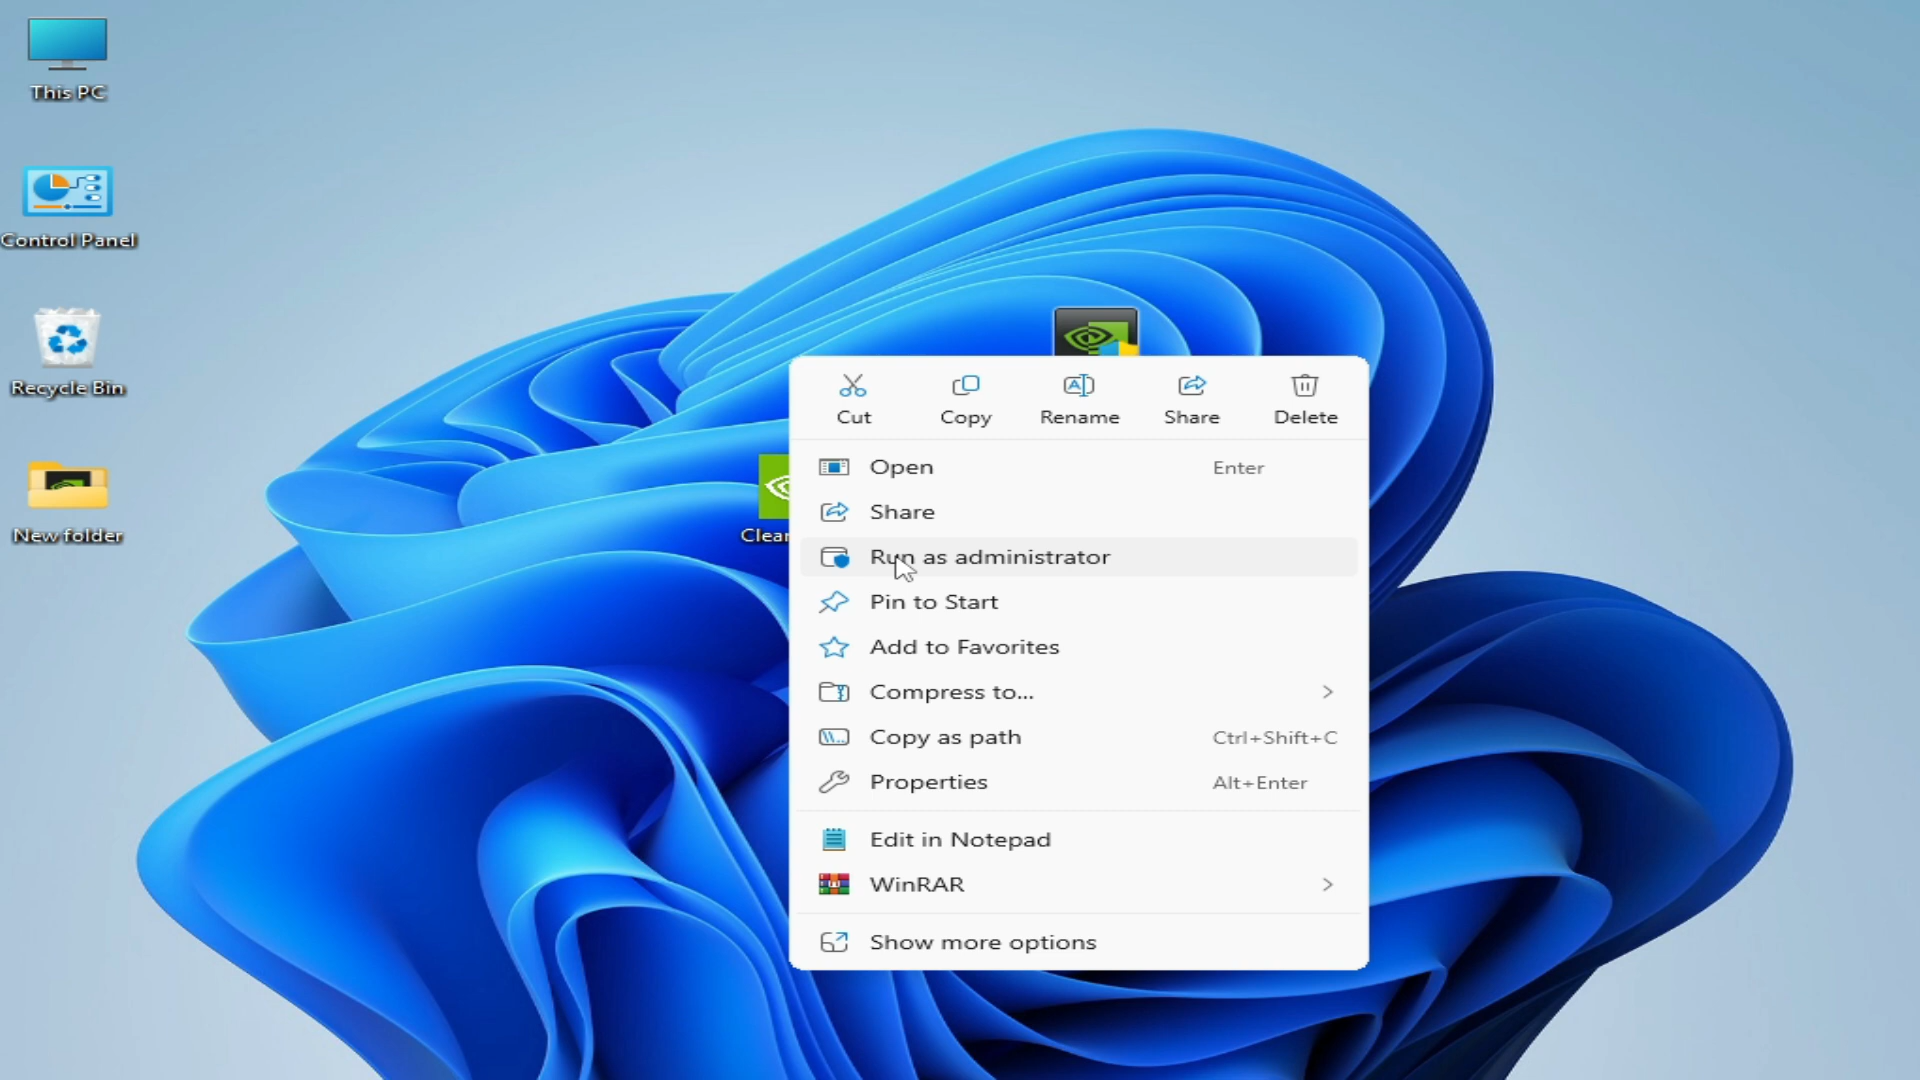 This PC
Control Panel
Recycle Bin
New folder
Cut
Copy
Rename
Share
Delete
Open Enter
Share
Run as administrator
Pin to Start
Add to Favorites
Compress to...
Copy as path Ctrl+Shift+C
Properties Alt+Enter
Edit in Notepad
WinRAR
Show more options